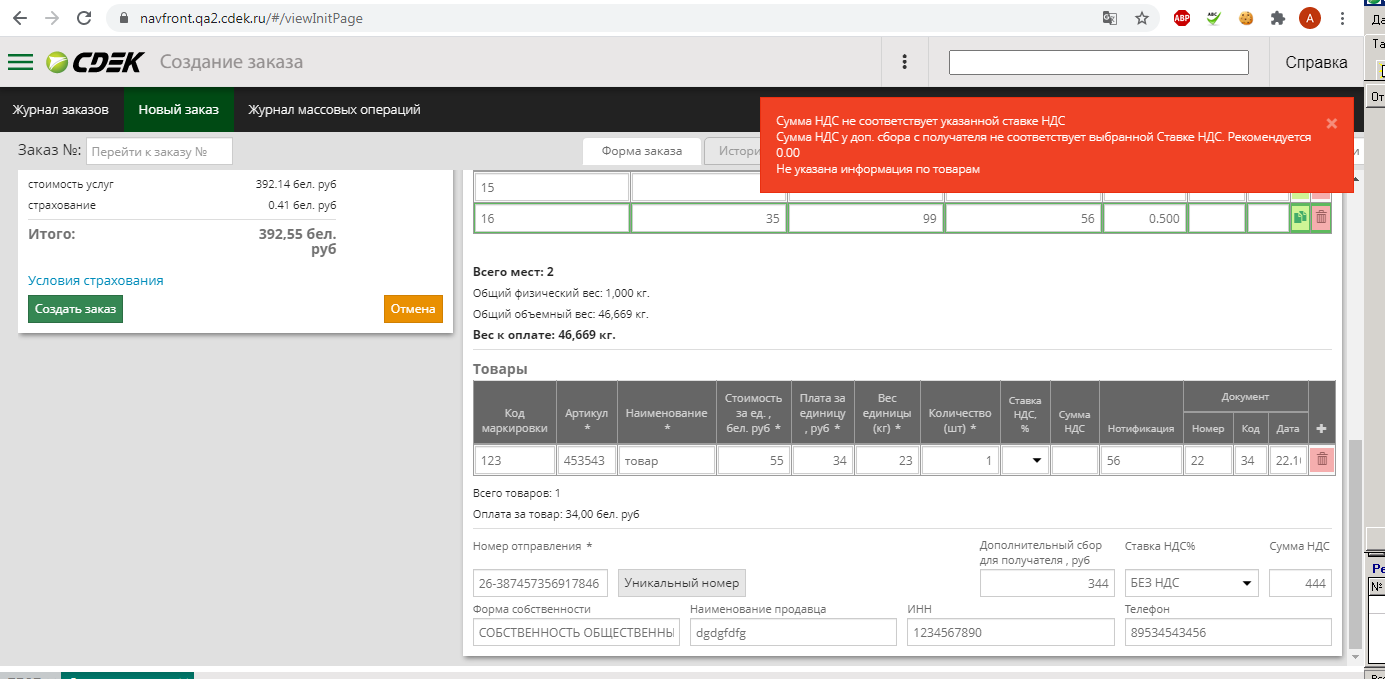 navfront.qa2.cdek.ru/#/viewInitPage
ABP
ABC
A
CDEK
Создание заказа
Справка
Журнал заказов
Новый заказ
Журнал массовых операций
Сумма НДС не соответствует указанной ставке НДС
Сумма НДС у доп. сбора с получателя не соответствует выбранной Ставке НДС. Рекомендуется
0.00
Не указана информация по товарам
Заказ №:
Перейти к заказу №
Форма заказа
Истори
стоимость услуг 392.14 бел. руб
страхование 0.41 бел. руб
Итого: 392,55 бел.
руб
Условия страхования
Создать заказ
Отмена
15
16 35 99 56 0.500
Всего мест: 2
Общий физический вес: 1,000 кг.
Общий объемный вес: 46,669 кг.
Вес к оплате: 46,669 кг.
Товары
Код
маркировки
Артикул
*
Наименование
*
Стоимость
за ед. ,
бел. руб *
Плата за
единицу
, руб *
Вес
единицы
(кг) *
Количество
(шт) *
Ставка
НДС,
%
Сумма
НДС
Нотификация
Документ
Номер
Код
Дата
+
123 453543 товар 55 34 23 1 56 22 34 22.1
Всего товаров: 1
Оплата за товар: 34,00 бел. руб
Номер отправления *
Дополнительный сбор
для получателя , руб
Ставка НДС%
Сумма НДС
26-387457356917846
Уникальный номер
344
БЕЗ НДС
444
Форма собственности
Наименование продавца
ИНН
Телефон
СОБСТВЕННОСТЬ ОБЩЕСТВЕННЫ
dgdgfdfg
1234567890
89534543456